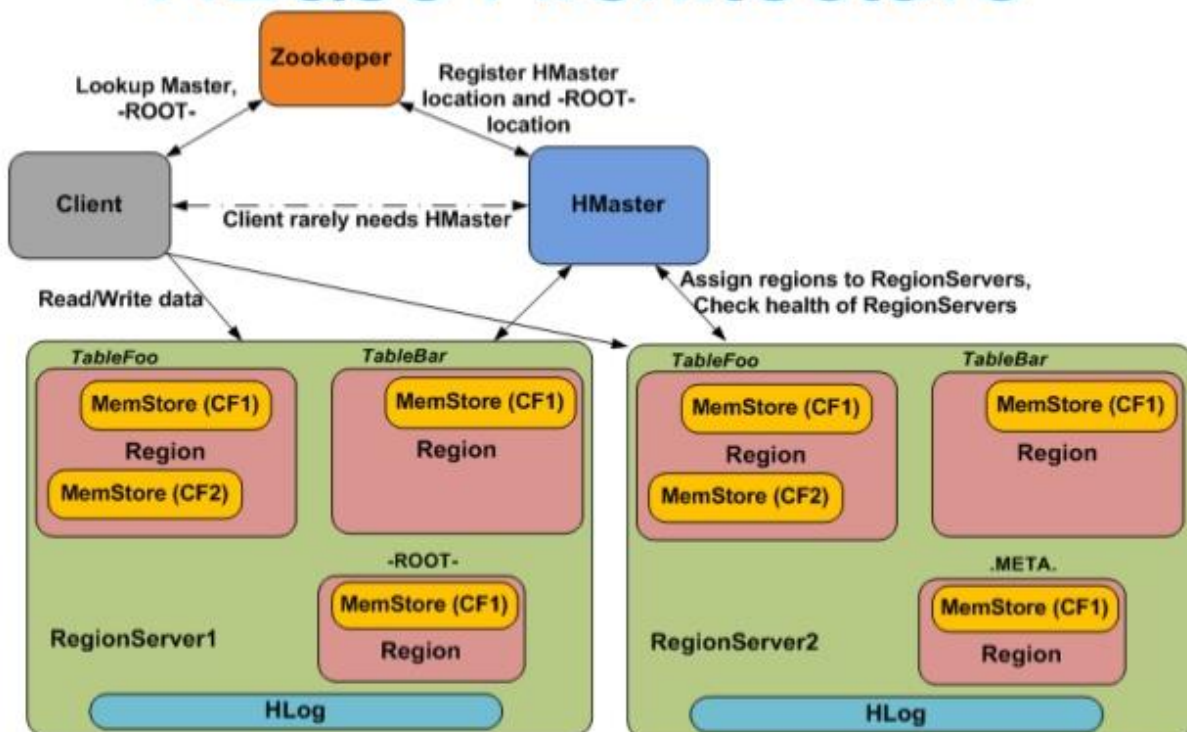 Zookeeper
Lookup Master,
-ROOT-
Register HMaster
location and -ROOT-
location
Client
Client rarely needs HMaster
HMaster
Read/Write data
Assign regions to RegionServers,
Check health of RegionServers
TableFoo
TableBar
MemStore (CF1)
MemStore (CF1)
Region
Region
MemStore (CF2)
-ROOT-
MemStore (CF1)
Region
RegionServer1
HLog
TableFoo
TableBar
MemStore (CF1)
MemStore (CF1)
Region
Region
MemStore (CF2)
.META.
MemStore (CF1)
Region
RegionServer2
HLog